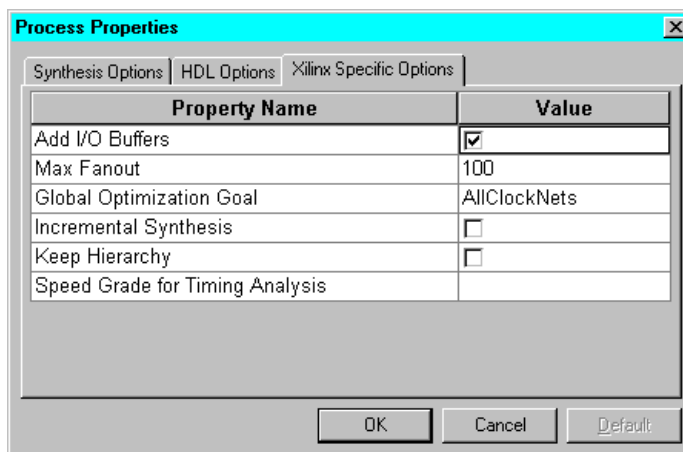 Process Properties
Synthesis Options HDL Options Xilinx Specific Options
Property Name Value
Add I/O Buffers
Max Fanout 100
Global Optimization Goal AllClockNets
Incremental Synthesis
Keep Hierarchy
Speed Grade for Timing Analysis
OK Cancel Default